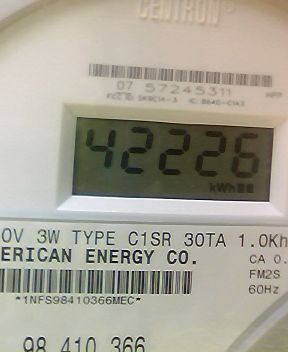 CENTRON®
07 57245311
42226
kWh
0V 3W TYPE C1SR 30TA 1.0Kh
ERICAN ENERGY CO.
CA 0.
FM2S
60Hz
*1NFS98410366MEC*
98 410 366